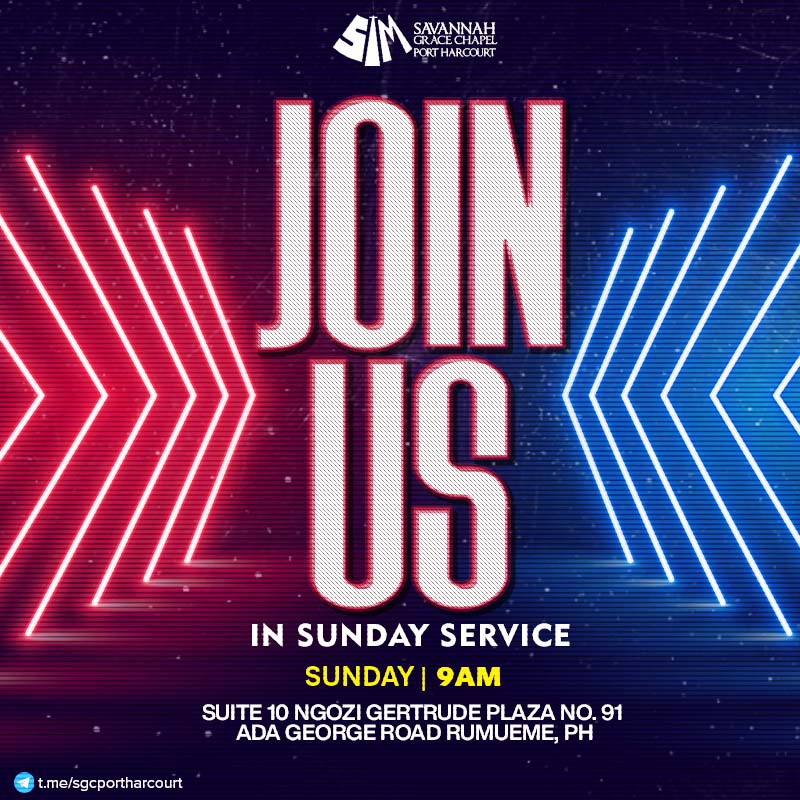 SIM
SAVANNAH
GRACE CHAPEL
PORT HARCOURT
JOIN
US
IN SUNDAY SERVICE
SUNDAY | 9AM
SUITE 10 NGOZI GERTRUDE PLAZA NO. 91
ADA GEORGE ROAD RUMUEME, PH
t.me/sgcportharcourt